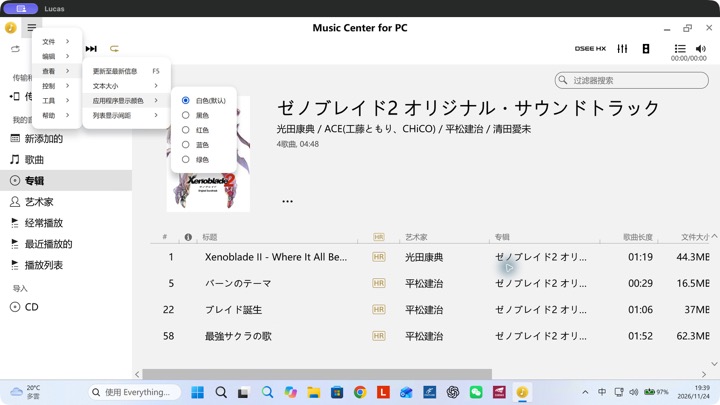 Lucas
Music Center for PC
文件
编辑
查看
控制
工具
帮助
更新至最新信息 F5
文本大小
应用程序显示颜色
列表显示间距
白色(默认)
黑色
红色
蓝色
绿色
DSEE HX
00:00/00:00
过滤器搜索
传输和
传
我的音
新添加的
歌曲
专辑
艺术家
经常播放
最近播放的
播放列表
导入
CD
Xenoblade 2
ゼノブレイド2 オリジナル・サウンドトラック
光田康典 / ACE(工藤ともり、CHiCO) / 平松建治 / 清田愛未
4歌曲, 04:48
...
# 标题 HR 艺术家 专辑 歌曲长度 文件大小
1 Xenoblade II - Where It All Be... HR 光田康典 ゼノブレイド2 オリ... 01:19 44.3MB
5 バーンのテーマ HR 平松建治 ゼノブレイド2 オリ... 00:29 16.5MB
22 ブレイド誕生 HR 平松建治 ゼノブレイド2 オリ... 01:06 37MB
58 最強サクラの歌 HR 平松建治 ゼノブレイド2 オリ... 01:52 62.3MB
20°C
多雲
使用 Everything...
中
97%
19:39
2026/11/24